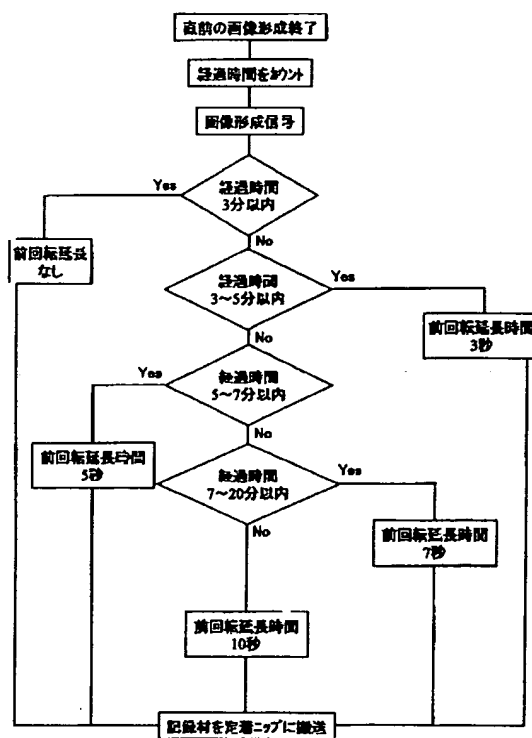 直前の画像形成終了
経過時間をカウント
画像形成信号
経過時間
3分以内
Yes
No
前回転延長
なし
経過時間
3～5分以内
Yes
No
前回転延長時間
3秒
経過時間
5～7分以内
Yes
No
前回転延長時間
5秒
経過時間
7～20分以内
Yes
No
前回転延長時間
7秒
前回転延長時間
10秒
記録材を定着ニップに搬送